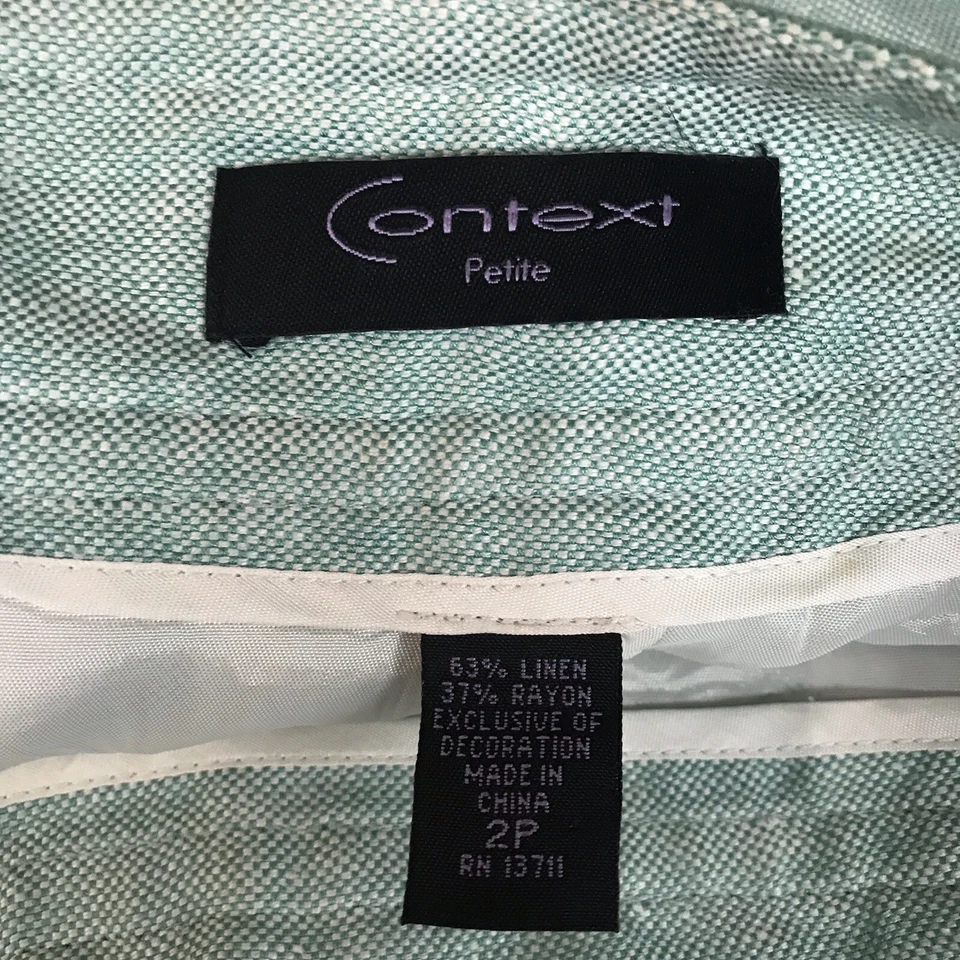 Context
Petite
63% LINEN
37% RAYON
EXCLUSIVE OF
DECORATION
MADE IN
CHINA
2P
RN 13711